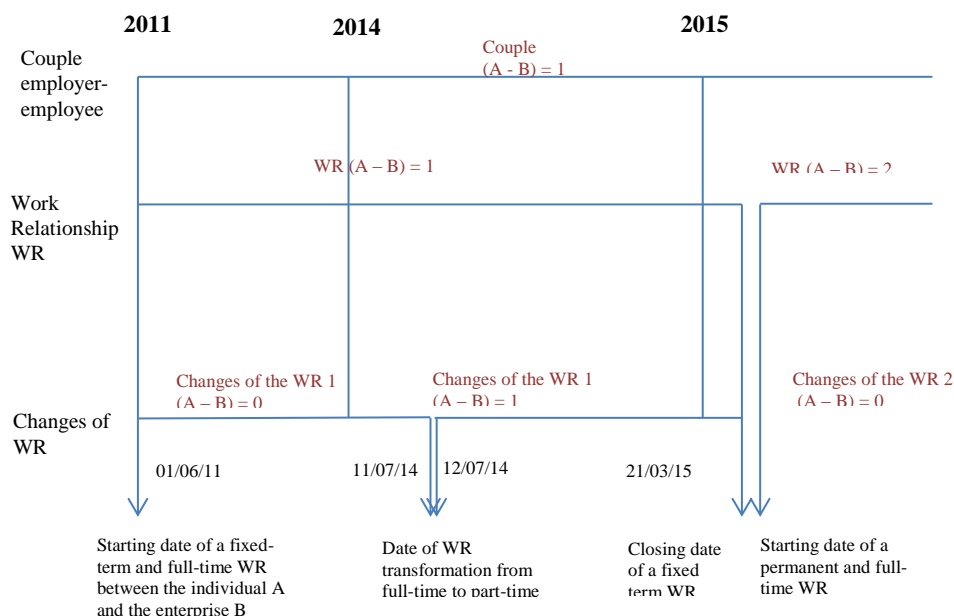 2011
2014
2015
Couple
employer-
employee
Couple
(A - B) = 1
WR (A – B) = 1
WR (A – B) = 2
Work
Relationship
WR
Changes of the WR 1
(A – B) = 0
Changes of the WR 1
(A – B) = 1
Changes of the WR 2
(A – B) = 0
Changes of
WR
01/06/11
11/07/14
12/07/14
21/03/15
Starting date of a fixed-
term and full-time WR
between the individual A
and the enterprise B
Date of WR
transformation from
full-time to part-time
Closing date
of a fixed
term WR
Starting date of a
permanent and full-
time WR